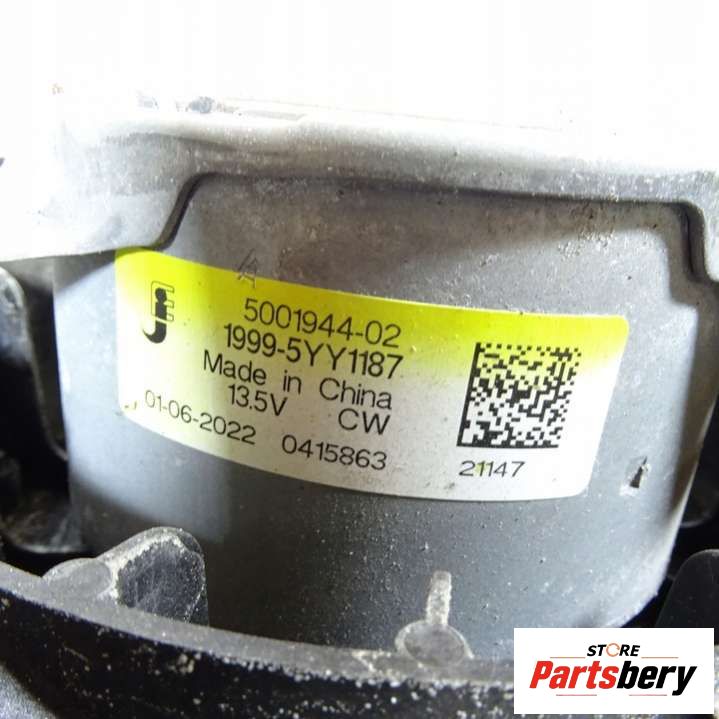 5001944-02
1999-5YY1187
Made in China
13.5V CW
01-06-2022 0415863
21147
STORE
Partsbery